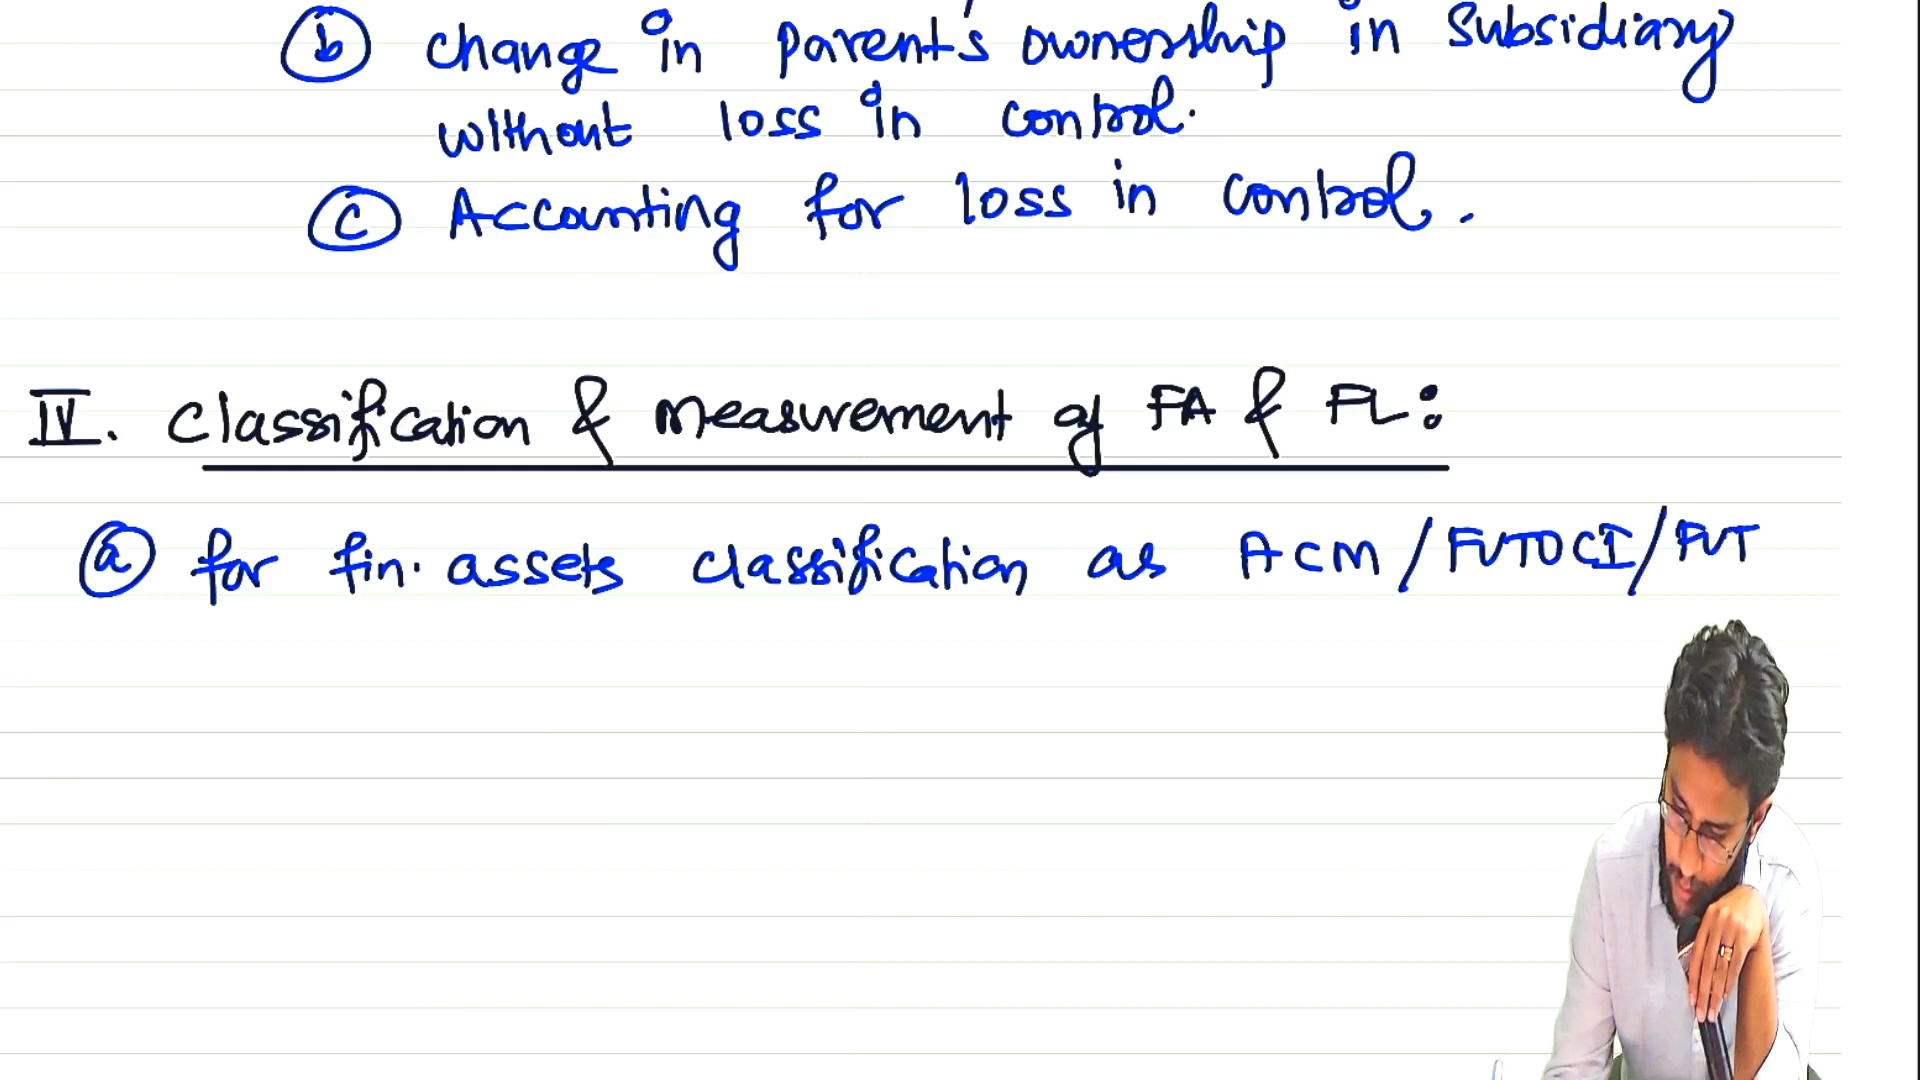 b change in parent's ownership in subsidiary
without loss in control.
c Accounting for loss in control.
IV. Classification & Measurement of FA & FL:
a for fin. assets classification as ACM/FVTOCI/FVT